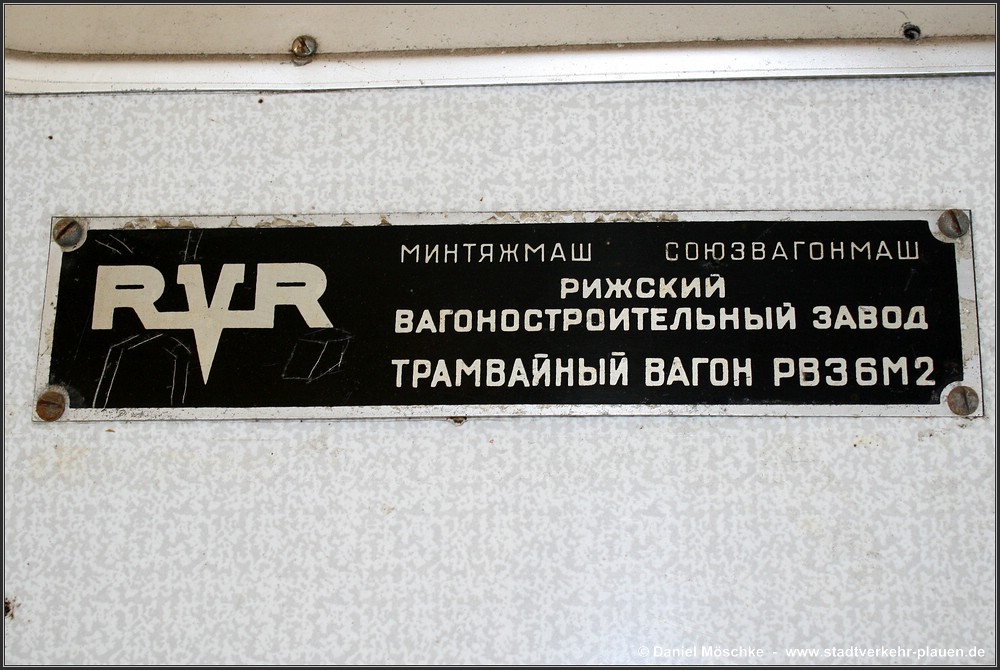 RVR
МИНТЯЖМАШ СОЮЗВАГОНМАШ
РИЖСКИЙ
ВАГОНОСТРОИТЕЛЬНЫЙ ЗАВОД
ТРАМВАЙНЫЙ ВАГОН РВЗ6М2
© Daniel Möschke - www.stadtverkehr-plauen.de